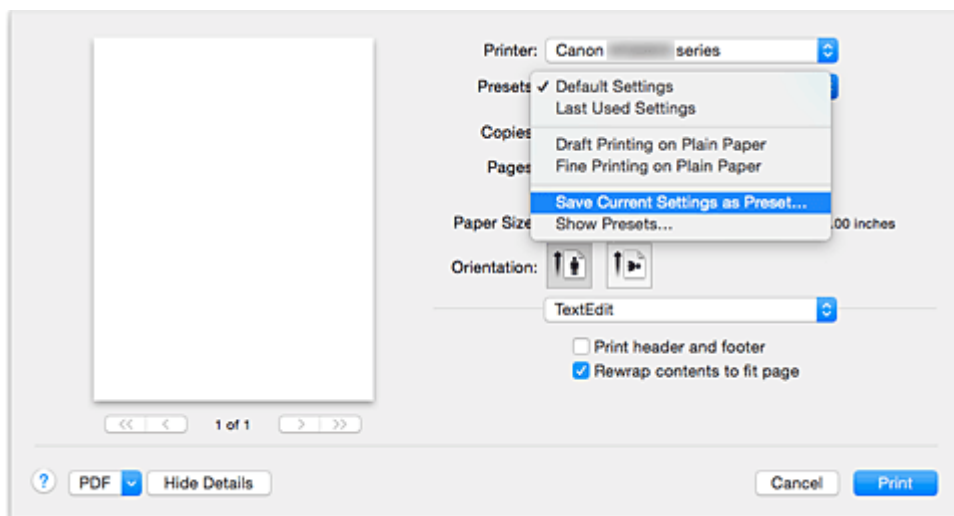 Printer: Canon series
Presets ✓ Default Settings
Last Used Settings
Copies
Draft Printing on Plain Paper
Pages
Fine Printing on Plain Paper
Save Current Settings as Preset...
Paper Size
Show Presets...
.00 inches
Orientation:
TextEdit
Print header and footer
Rewrap contents to fit page
<< < 1 of 1 > >>
? PDF Hide Details Cancel Print